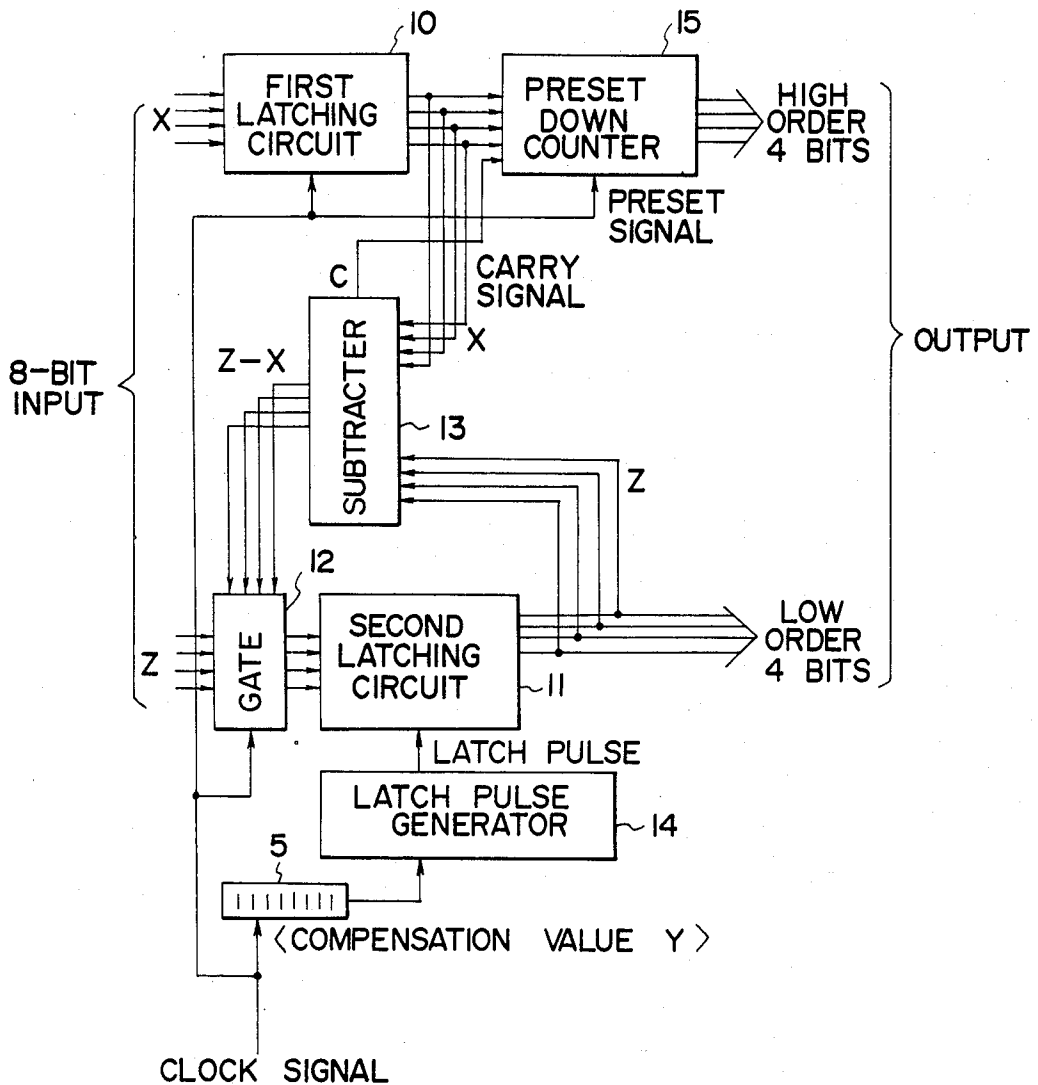 10
15
FIRST
LATCHING
CIRCUIT
PRESET
DOWN
COUNTER
HIGH
ORDER
4 BITS
X
PRESET
SIGNAL
C
CARRY
SIGNAL
X
Z-X
SUBTRACTER
13
8-BIT
INPUT
OUTPUT
Z
12
Z
GATE
SECOND
LATCHING
CIRCUIT
11
LOW
ORDER
4 BITS
LATCH PULSE
LATCH PULSE
GENERATOR
14
5
<COMPENSATION VALUE Y>
CLOCK SIGNAL